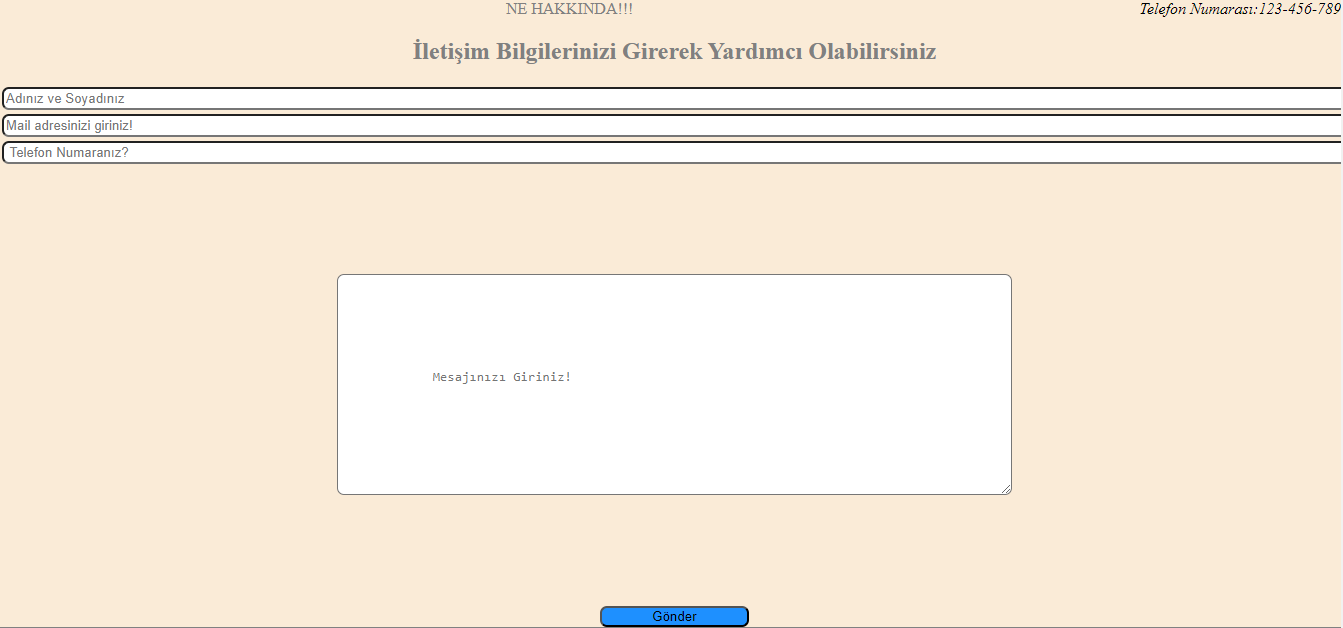 NE HAKKINDA!!!
Telefon Numarası:123-456-789
İletişim Bilgilerinizi Girerek Yardımcı Olabilirsiniz
Adınız ve Soyadınız
Mail adresinizi giriniz!
Telefon Numaranız?
Mesajınızı Giriniz!
Gönder